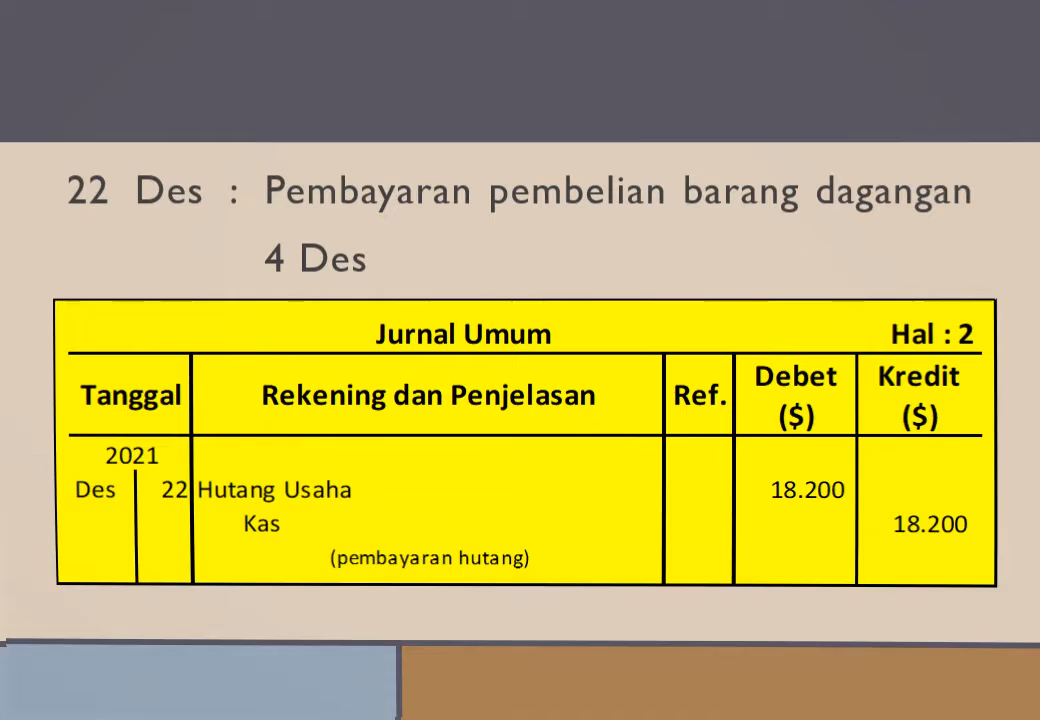 22 Des : Pembayaran pembelian barang dagangan
4 Des
Jurnal Umum Hal : 2
Tanggal Rekening dan Penjelasan Ref. Debet ($) Kredit ($)
2021
Des 22 Hutang Usaha 18.200
Kas 18.200
(pembayaran hutang)